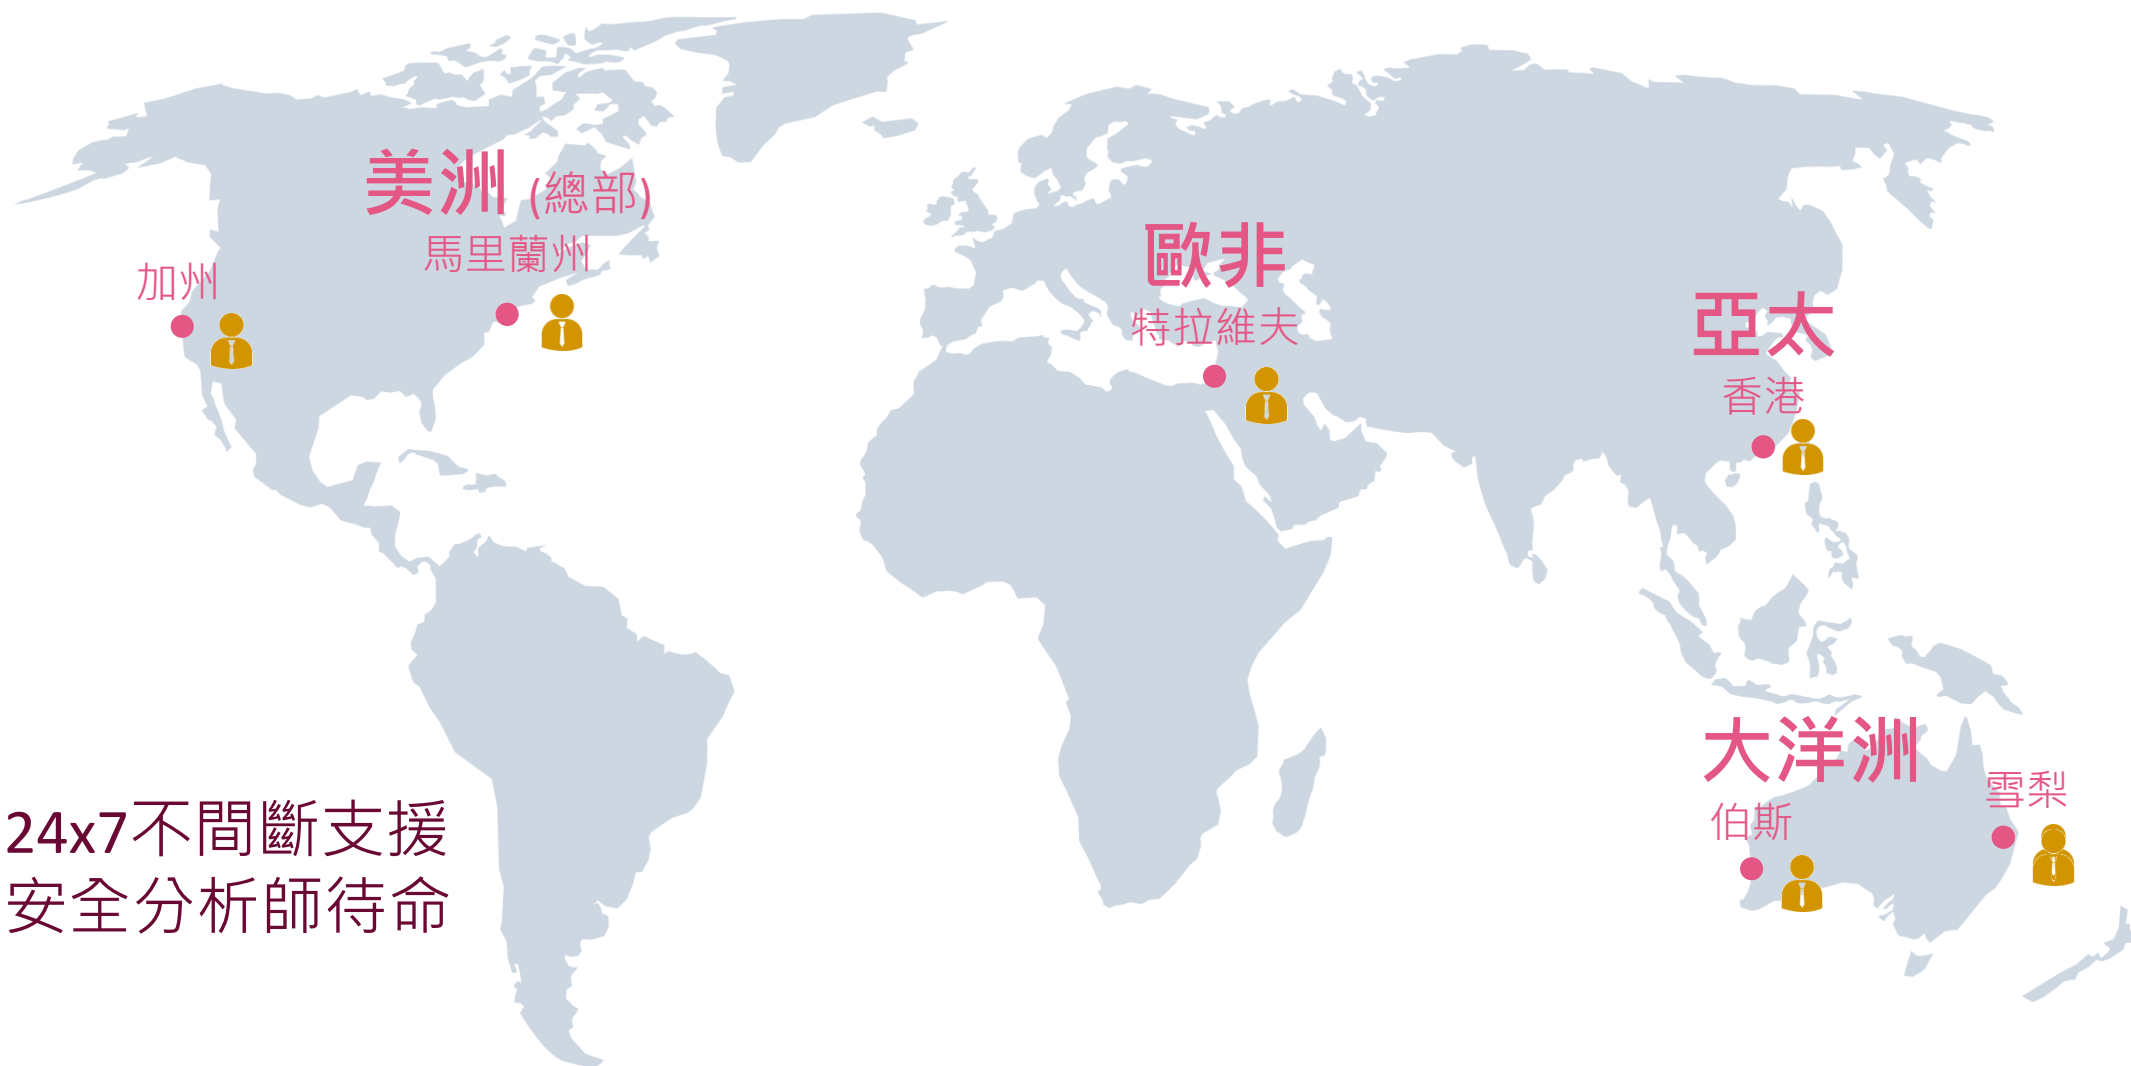 美洲 (總部)
馬里蘭州
加州
歐非
特拉維夫
亞太
香港
大洋洲
雪梨
伯斯
24x7不間斷支援
安全分析師待命